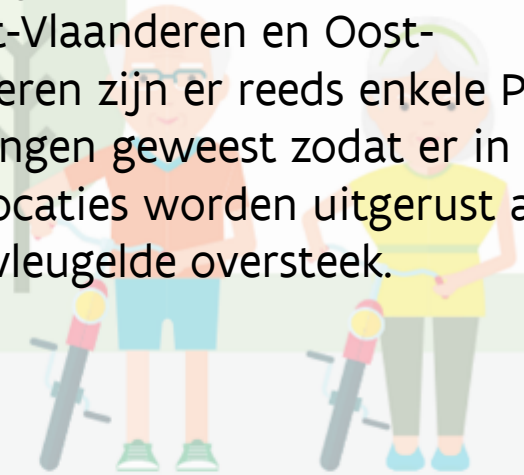 t-Vlaanderen en Oost-
eren zijn er reeds enkele P
ngen geweest zodat er in
ocaties worden uitgerust a
vleugelde oversteek.